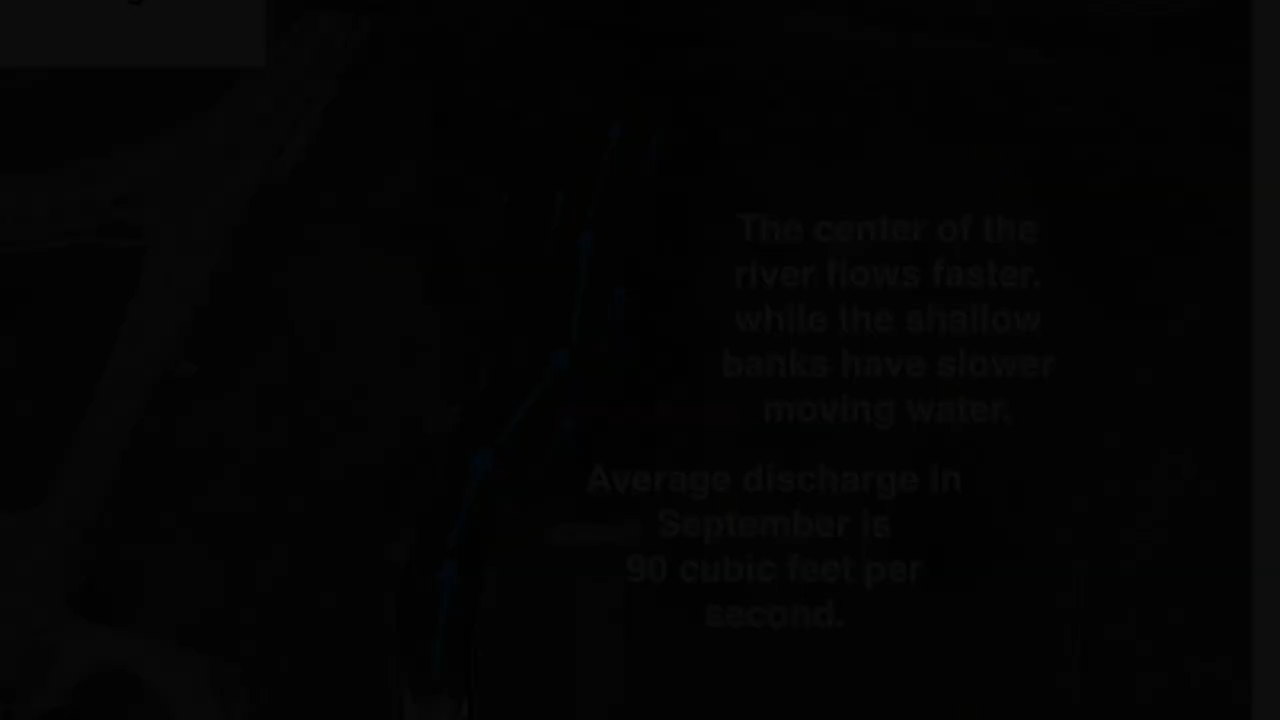 The center of the
river flows faster.
while the shallow
banks have slower
moving water.
Average discharge in
September is
90 cubic feet per
second.